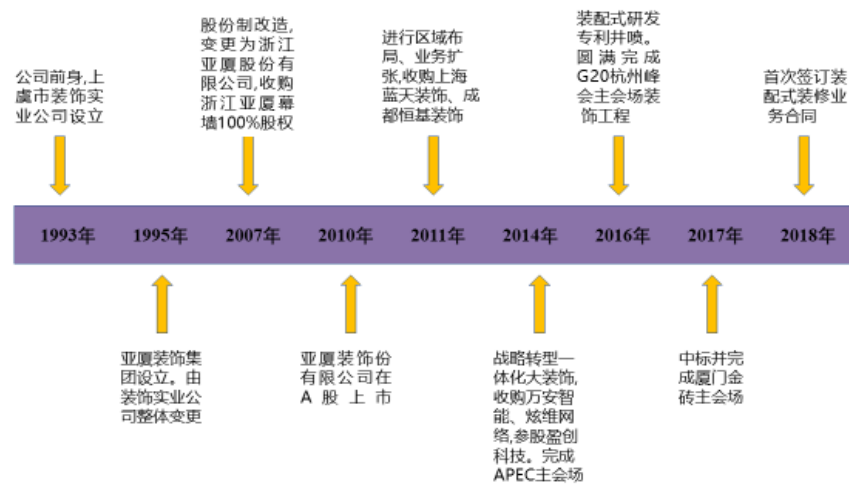 公司前身,上
虞市装饰实
业公司设立
股份制改造,
变更为浙江
亚厦股份有
限公司,收购
浙江亚厦幕
墙100%股权
进行区域布
局、业务扩
张,收购上海
蓝天装饰、成
都恒基装饰
装配式研发
专利井喷。
圆满完成
G20杭州峰
会主会场装
饰工程
首次签订装
配式装修业
务合同
1993年 1995年 2007年 2010年 2011年 2014年 2016年 2017年 2018年
亚厦装饰集
团设立。由
装饰实业公
司整体变更
亚厦装饰份
有限公司在
A股上市
战略转型一
体化大装饰,
收购万安智
能、炫维网
络,参股盈创
科技。完成
APEC主会场
中标并完
成厦门金
砖主会场